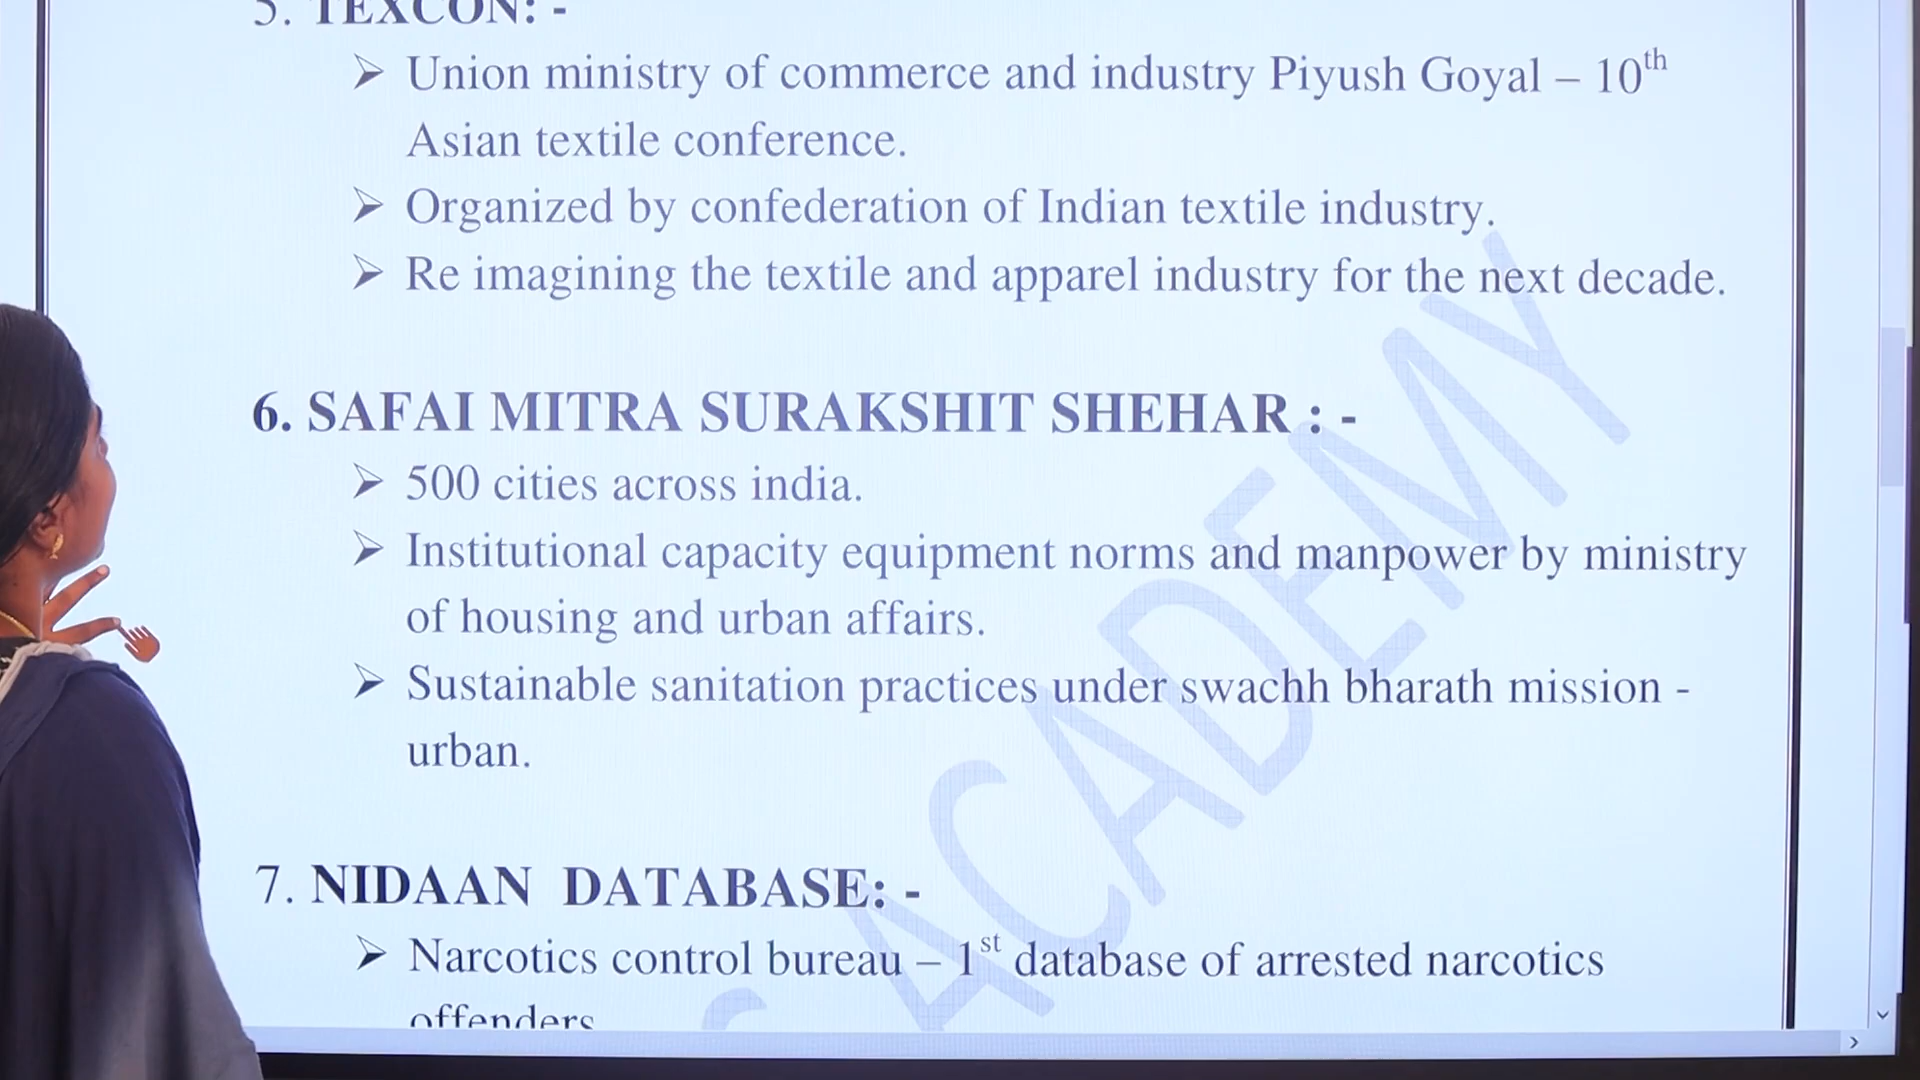 5. TEXCON: -
➢ Union ministry of commerce and industry Piyush Goyal – 10th
Asian textile conference.
➢ Organized by confederation of Indian textile industry.
➢ Re imagining the textile and apparel industry for the next decade.
6. SAFAI MITRA SURAKSHIT SHEHAR : -
➢ 500 cities across india.
➢ Institutional capacity equipment norms and manpower by ministry
of housing and urban affairs.
➢ Sustainable sanitation practices under swachh bharath mission -
urban.
7. NIDAAN DATABASE: -
➢ Narcotics control bureau – 1st database of arrested narcotics
offenders
ACADEMY